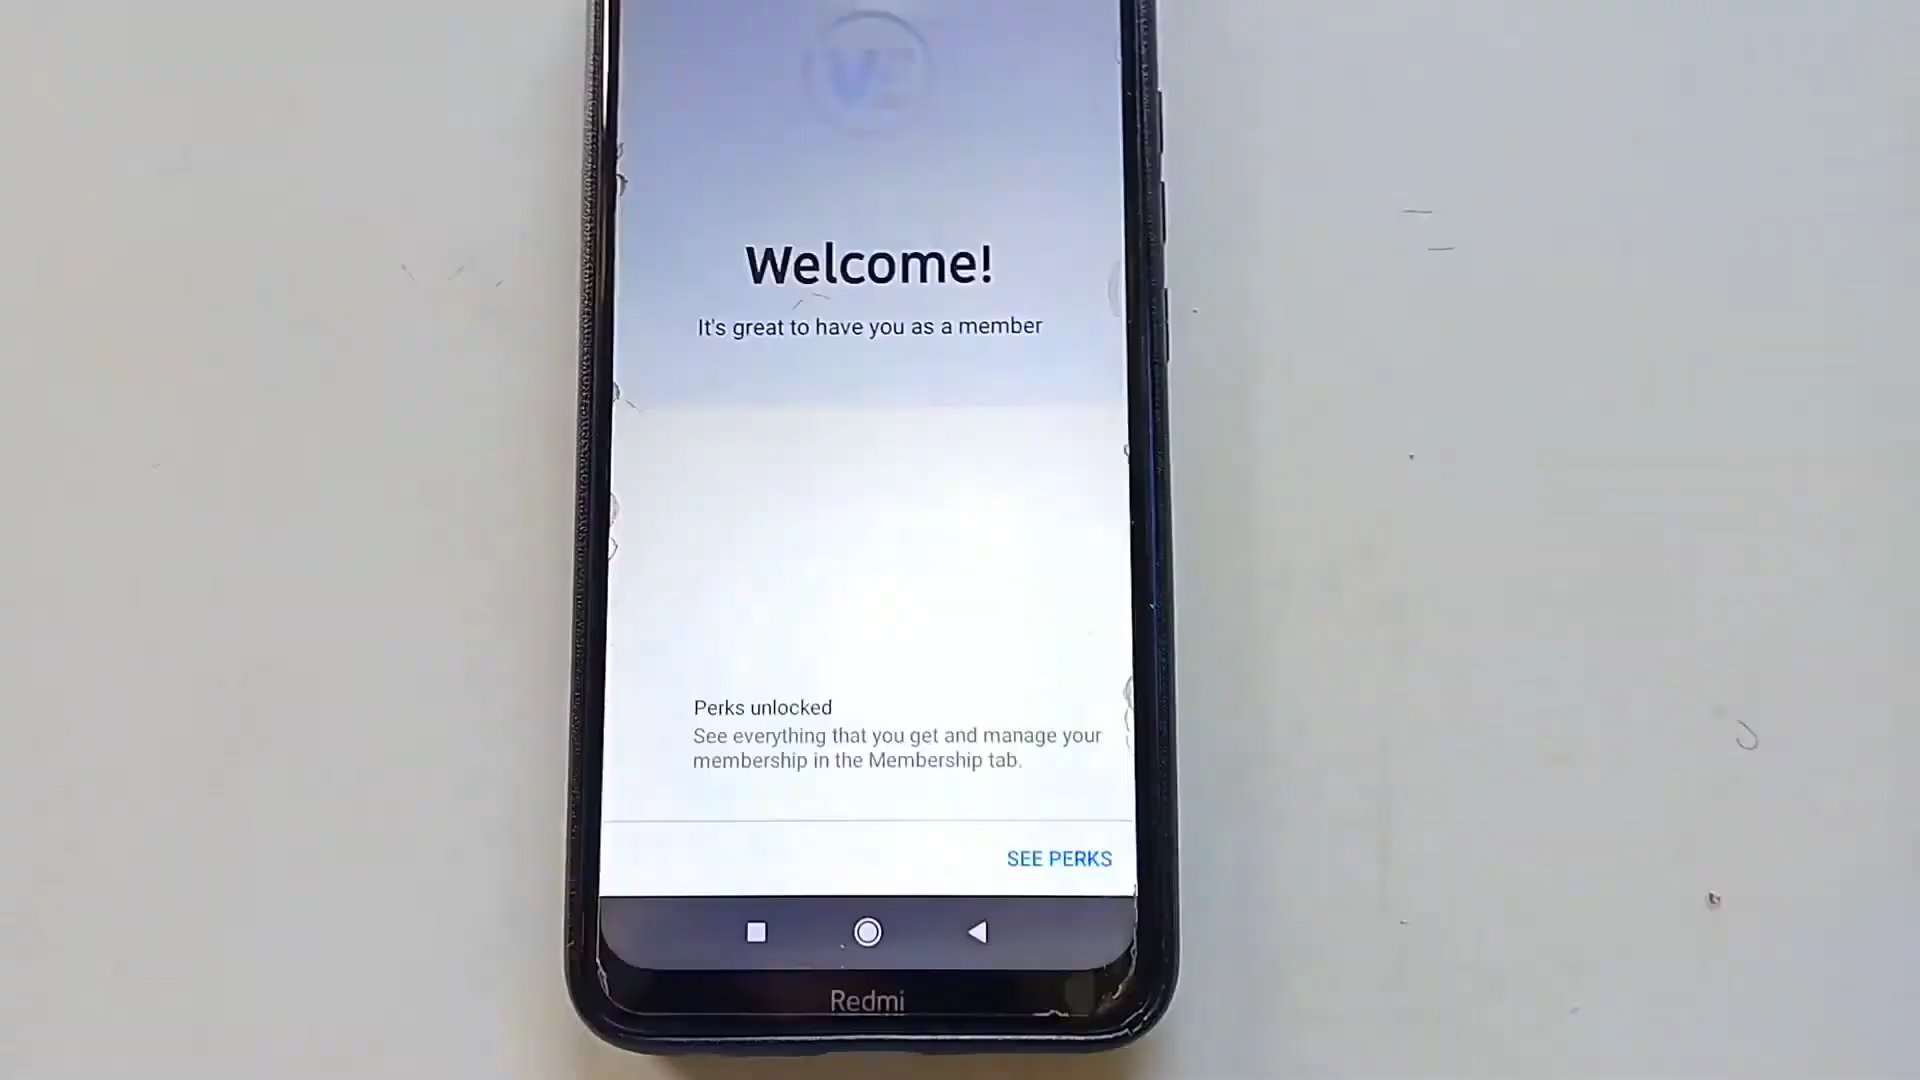 Welcome!
It's great to have you as a member
Perks unlocked
See everything that you get and manage your
membership in the Membership tab.
SEE PERKS
Redmi